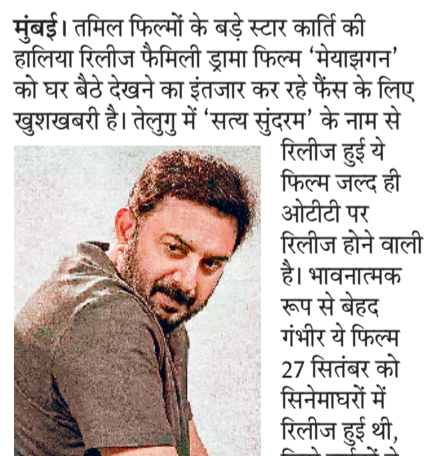 मुंबई। तमिल फिल्मों के बड़े स्टार कार्ति की
हालिया रिलीज फैमिली ड्रामा फिल्म ‘मेयाझगन’
को घर बैठे देखने का इंतजार कर रहे फैंस के लिए
खुशखबरी है। तेलुगु में ‘सत्य सुंदरम’ के नाम से
रिलीज हुई ये
फिल्म जल्द ही
ओटीटी पर
रिलीज होने वाली
है। भावनात्मक
रूप से बेहद
गंभीर ये फिल्म
27 सितंबर को
सिनेमाघरों में
रिलीज हुई थी,